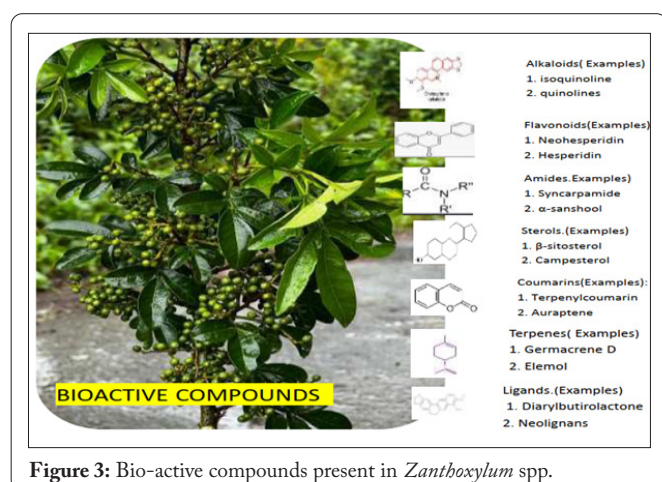 Alkaloids( Examples)
1. isoquinoline
2. quinolines
Flavonoids(Examples)
1. Neohesperidin
2. Hesperidin
Amides.Examples)
1. Syncarpamide
2. α-sanshool
Sterols.(Examples)
1. β-sitosterol
2. Campesterol
Coumarins(Examples):
1. Terpenylcoumarin
2. Auraptene
Terpenes( Examples)
1. Germacrene D
2. Elemol
Ligands.(Examples)
1. Diarylbutirolactone
2. Neolignans
BIOACTIVE COMPOUNDS
Figure 3: Bio-active compounds present in Zanthoxylum spp.